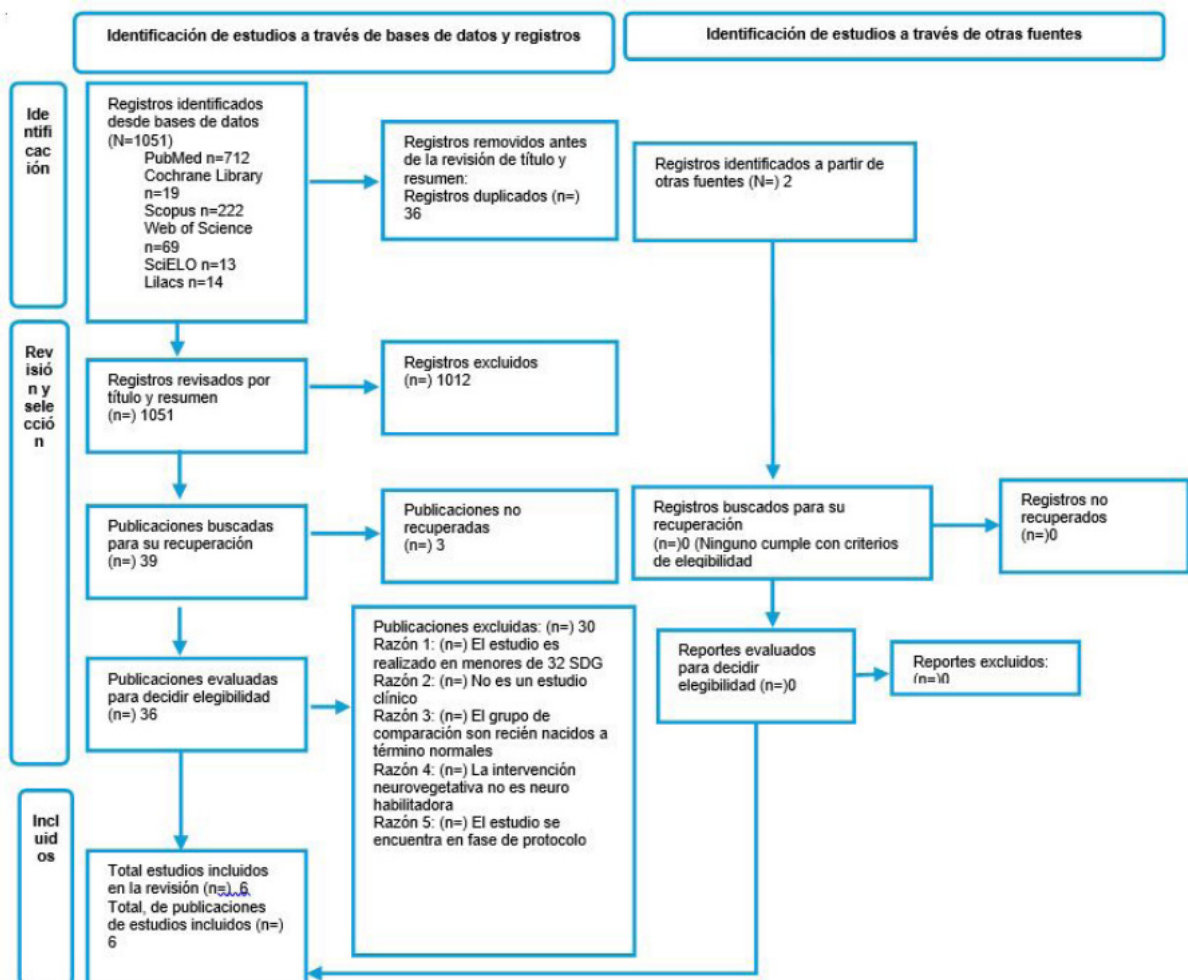 Identificación de estudios a través de bases de datos y registros
Identificación de estudios a través de otras fuentes
Ide
ntifi
cac
ión
Registros identificados
desde bases de datos
(N=1051)
PubMed n=712
Cochrane Library
n=19
Scopus n=222
Web of Science
n=69
SciELO n=13
Lilacs n=14
Registros removidos antes
de la revisión de título y
resumen:
Registros duplicados (n=)
36
Registros identificados a partir de
otras fuentes (N=) 2
Rev
isió
n y
sele
cció
n
Registros revisados por
título y resumen
(n=) 1051
Registros excluidos
(n=) 1012
Publicaciones buscadas
para su recuperación
(n=) 39
Publicaciones no
recuperadas
(n=) 3
Registros buscados para su
recuperación
(n=)0 (Ninguno cumple con criterios
de elegibilidad
Registros no
recuperados
(n=)0
Publicaciones evaluadas
para decidir elegibilidad
(n=) 36
Publicaciones excluidas: (n=) 30
Razón 1: (n=) El estudio es
realizado en menores de 32 SDG
Razón 2: (n=) No es un estudio
clínico
Razón 3: (n=) El grupo de
comparación son recién nacidos a
término normales
Razón 4: (n=) La intervención
neurovegetativa no es neuro
habilitadora
Razón 5: (n=) El estudio se
encuentra en fase de protocolo
Reportes evaluados
para decidir
elegibilidad (n=)0
Reportes excluidos:
(n=)0
Incl
uid
os
Total estudios incluidos
en la revisión (n=) 6
Total, de publicaciones
de estudios incluidos (n=)
6